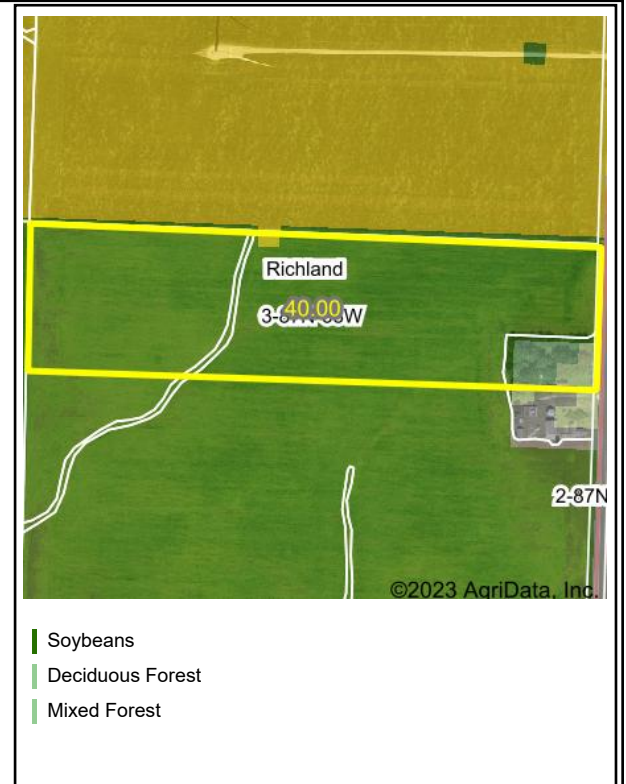 Richland
40.00
2-87N
©2023 AgriData, Inc.
Soybeans
Deciduous Forest
Mixed Forest